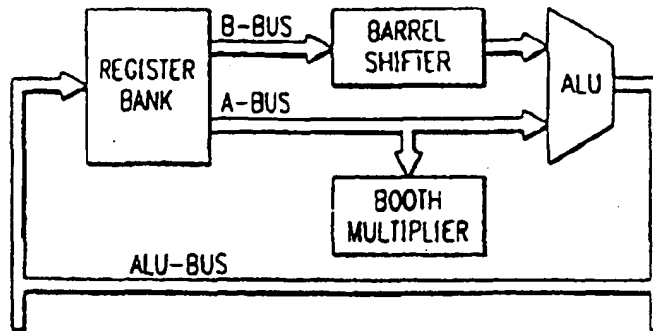 B-BUS
BARREL
SHIFTER
REGISTER
BANK
ALU
A-BUS
BOOTH
MULTIPLIER
ALU-BUS